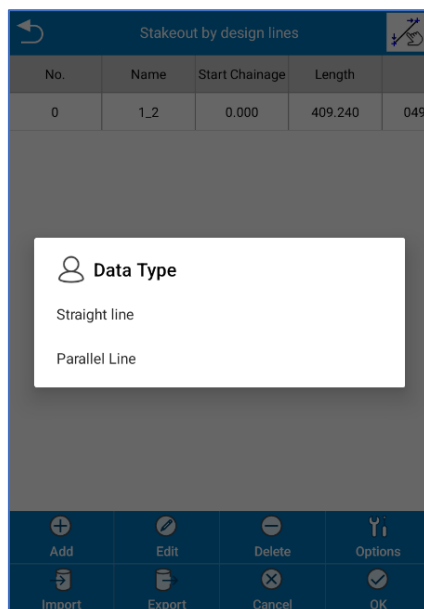 Stakeout by design lines
No. Name Start Chainage Length
0 1_2 0.000 409.240 049
Data Type
Straight line
Parallel Line
Add Edit Delete Options
Import Export Cancel OK